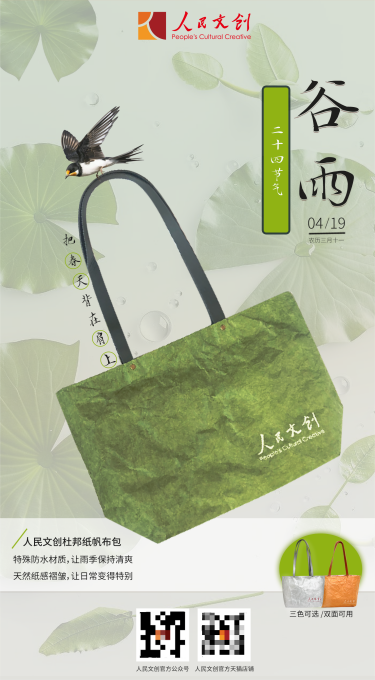 人民文创
People's Cultural Creative
谷雨
二十四节气
04/19
农历三月十一
把春天背在肩上
人民文创
People's Cultural Creative
人民文创杜邦纸帆布包
特殊防水材质，让雨季保持清爽
天然纸感褶皱，让日常变得特别
三色可选/双面可用
人民文创官方公众号
人民文创官方天猫店铺